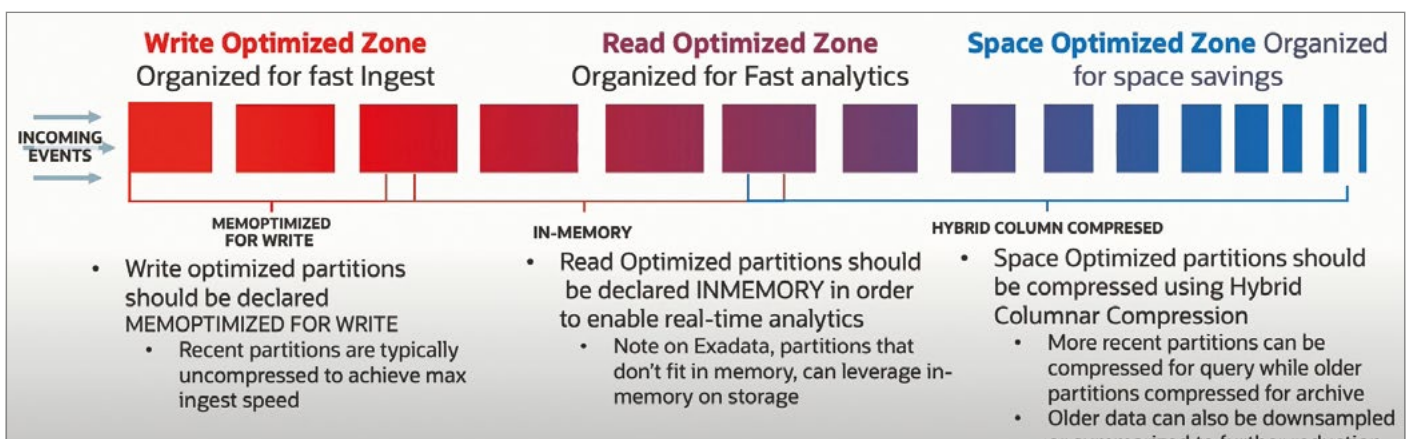 Write Optimized Zone
Organized for fast Ingest
Read Optimized Zone
Organized for Fast analytics
Space Optimized Zone Organized
for space savings
INCOMING
EVENTS
MEMOPTIMIZED
FOR WRITE
IN-MEMORY
HYBRID COLUMN COMPRESED
• Write optimized partitions
should be declared
MEMOPTIMIZED FOR WRITE
• Recent partitions are typically
uncompressed to achieve max
ingest speed
• Read Optimized partitions should
be declared INMEMORY in order
to enable real-time analytics
• Note on Exadata, partitions that
don't fit in memory, can leverage in-
memory on storage
• Space Optimized partitions should
be compressed using Hybrid
Columnar Compression
• More recent partitions can be
compressed for query while older
partitions compressed for archive
• Older data can also be downsampled